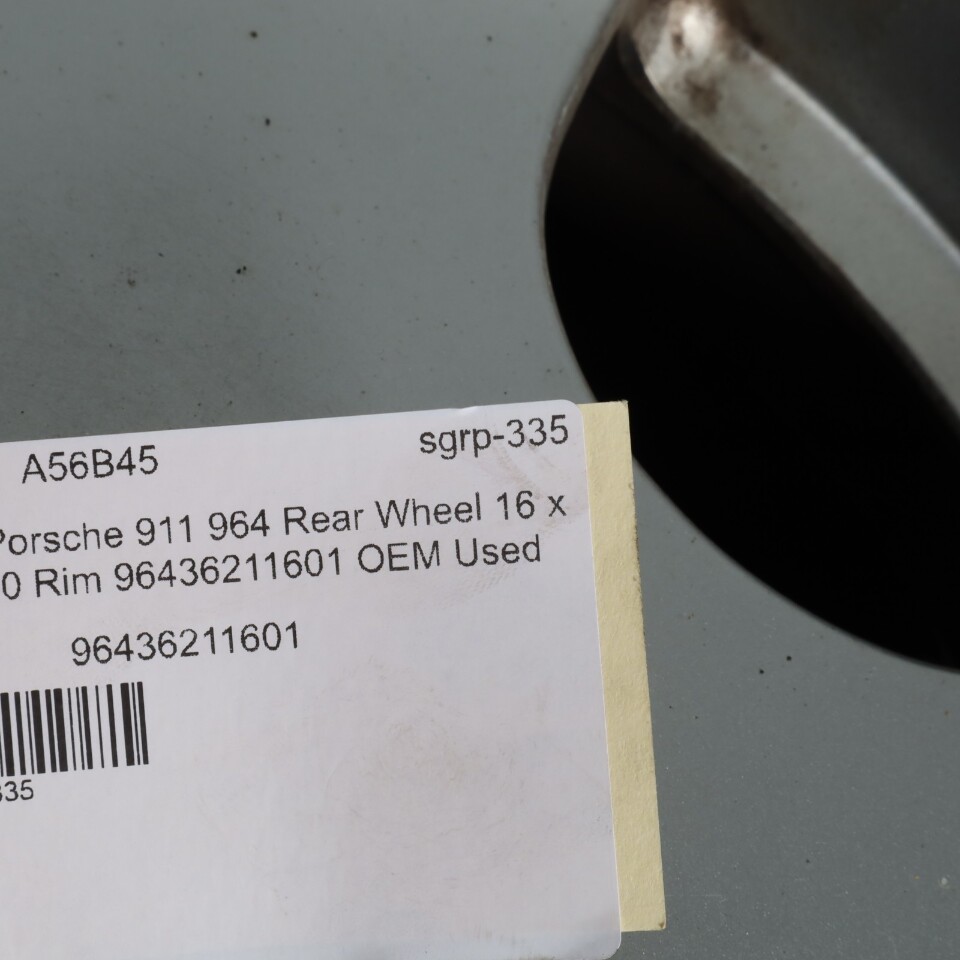 A56B45 sgrp-335
Porsche 911 964 Rear Wheel 16 x
0 Rim 96436211601 OEM Used
96436211601
335